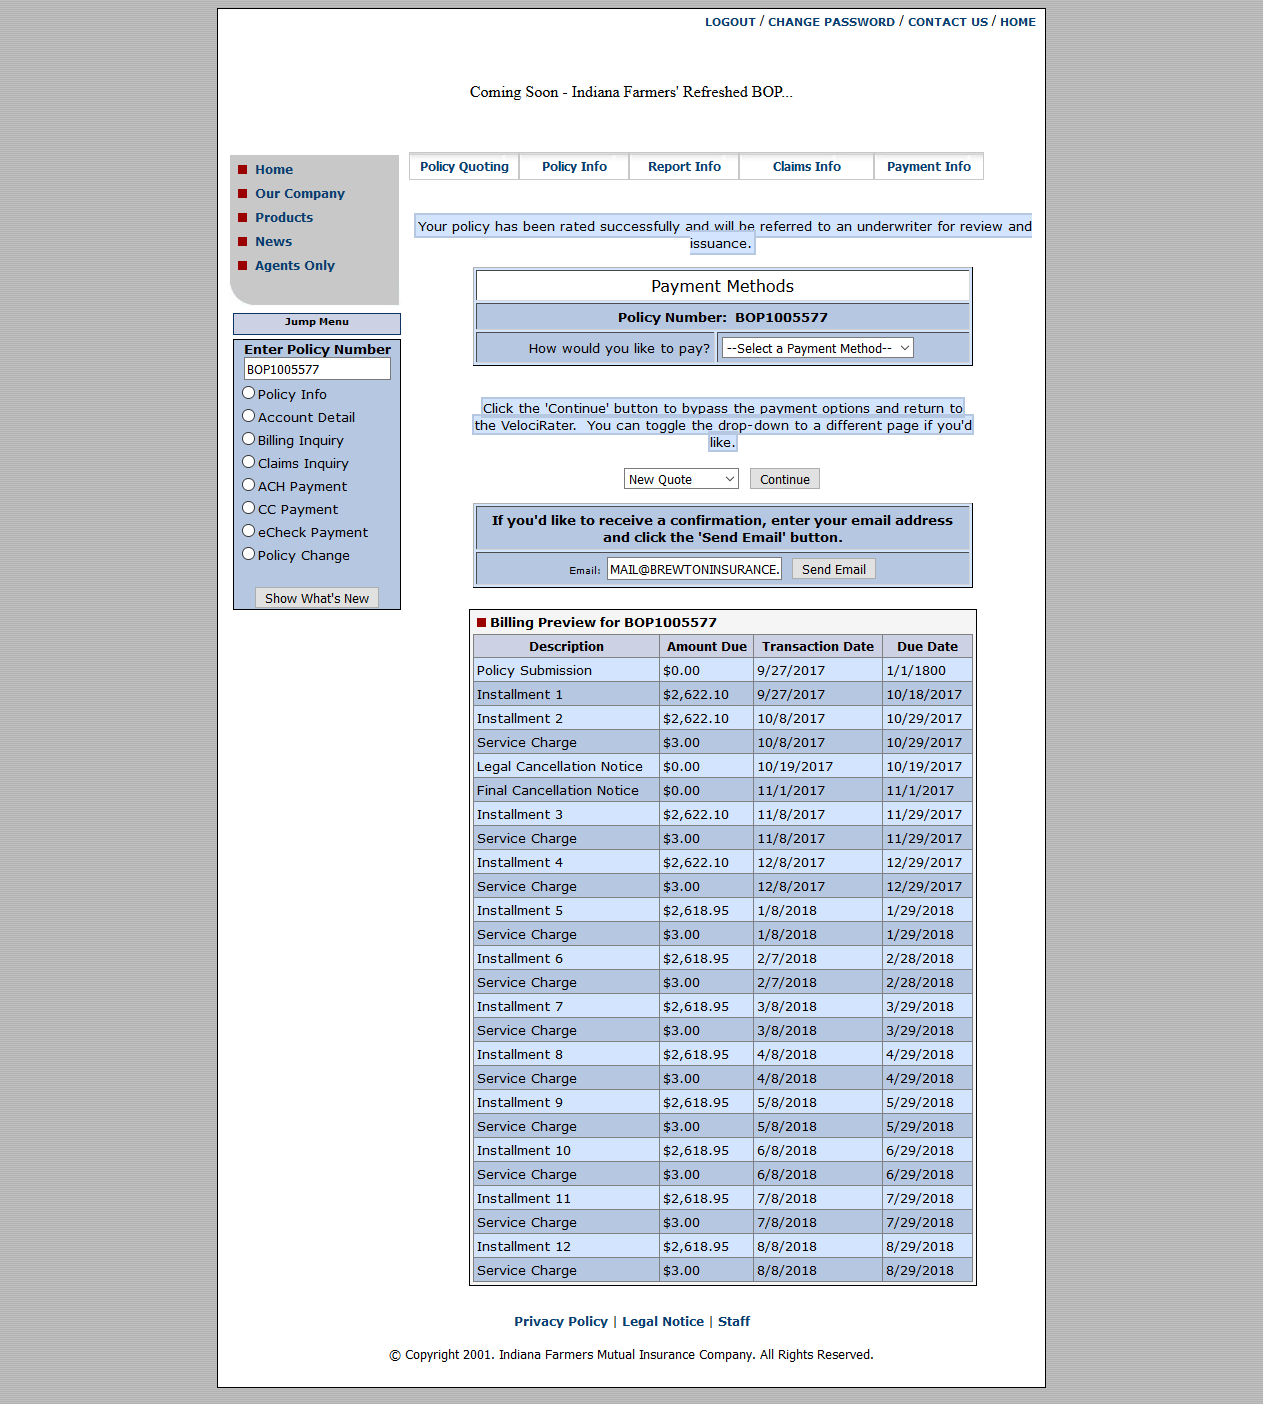 LOGOUT / CHANGE PASSWORD / CONTACT US / HOME
Coming Soon - Indiana Farmers' Refreshed BOP...
Home
Our Company
Products
News
Agents Only
Policy Quoting Policy Info Report Info Claims Info Payment Info
Jump Menu
Enter Policy Number
BOP1005577
Policy Info
Account Detail
Billing Inquiry
Claims Inquiry
ACH Payment
CC Payment
eCheck Payment
Policy Change
Show What's New
Your policy has been rated successfully and will be referred to an underwriter for review and
issuance.
Payment Methods
Policy Number: BOP1005577
How would you like to pay? --Select a Payment Method--
Click the 'Continue' button to bypass the payment options and return to
the VelociRater. You can toggle the drop-down to a different page if you'd
like.
New Quote Continue
If you'd like to receive a confirmation, enter your email address
and click the 'Send Email' button.
Email: MAIL@BREWTONINSURANCE. Send Email
Billing Preview for BOP1005577
Description Amount Due Transaction Date Due Date
Policy Submission $0.00 9/27/2017 1/1/1800
Installment 1 $2,622.10 9/27/2017 10/18/2017
Installment 2 $2,622.10 10/8/2017 10/29/2017
Service Charge $3.00 10/8/2017 10/29/2017
Legal Cancellation Notice $0.00 10/19/2017 10/19/2017
Final Cancellation Notice $0.00 11/1/2017 11/1/2017
Installment 3 $2,622.10 11/8/2017 11/29/2017
Service Charge $3.00 11/8/2017 11/29/2017
Installment 4 $2,622.10 12/8/2017 12/29/2017
Service Charge $3.00 12/8/2017 12/29/2017
Installment 5 $2,618.95 1/8/2018 1/29/2018
Service Charge $3.00 1/8/2018 1/29/2018
Installment 6 $2,618.95 2/7/2018 2/28/2018
Service Charge $3.00 2/7/2018 2/28/2018
Installment 7 $2,618.95 3/8/2018 3/29/2018
Service Charge $3.00 3/8/2018 3/29/2018
Installment 8 $2,618.95 4/8/2018 4/29/2018
Service Charge $3.00 4/8/2018 4/29/2018
Installment 9 $2,618.95 5/8/2018 5/29/2018
Service Charge $3.00 5/8/2018 5/29/2018
Installment 10 $2,618.95 6/8/2018 6/29/2018
Service Charge $3.00 6/8/2018 6/29/2018
Installment 11 $2,618.95 7/8/2018 7/29/2018
Service Charge $3.00 7/8/2018 7/29/2018
Installment 12 $2,618.95 8/8/2018 8/29/2018
Service Charge $3.00 8/8/2018 8/29/2018
Privacy Policy | Legal Notice | Staff
© Copyright 2001. Indiana Farmers Mutual Insurance Company. All Rights Reserved.